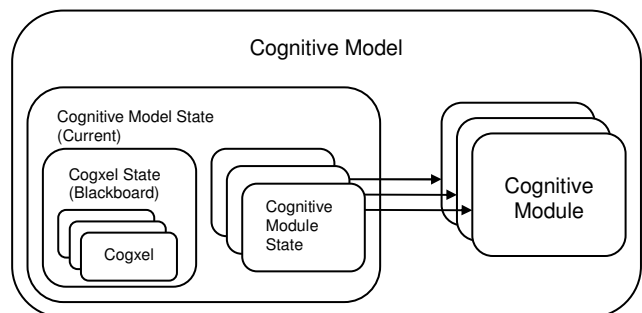 Cognitive Model
Cognitive Model State
(Current)
Cogxel State
(Blackboard)
Cogxel
Cognitive
Module
State
Cognitive
Module